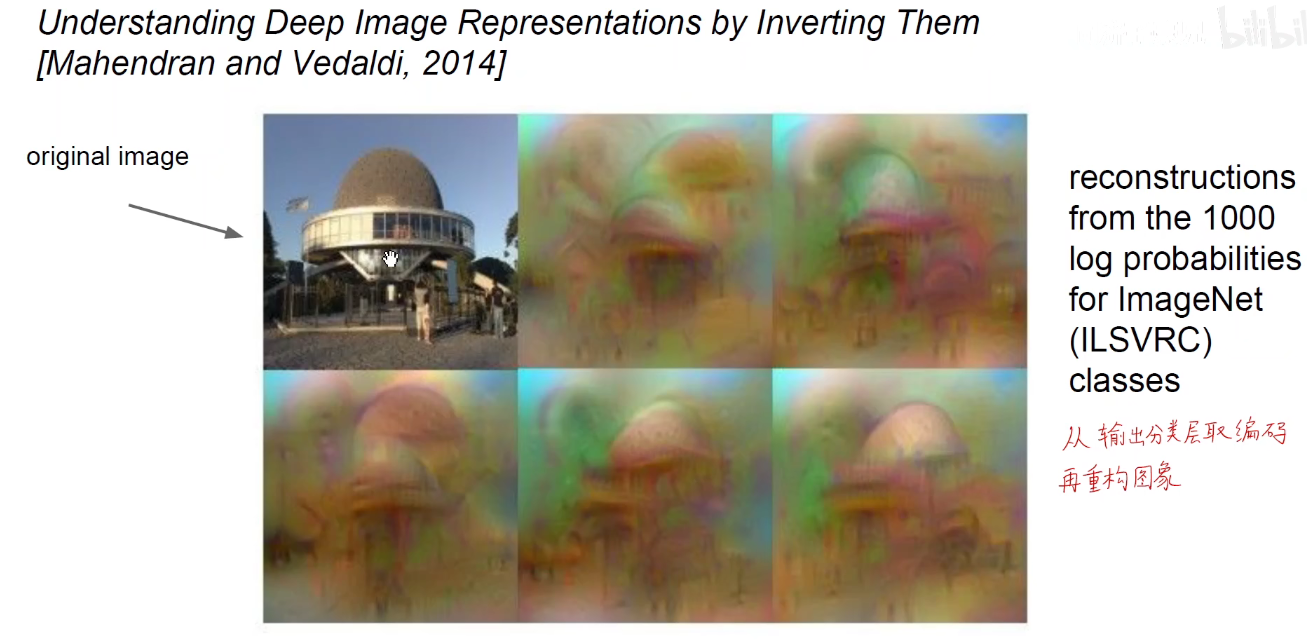 Understanding Deep Image Representations by Inverting Them
[Mahendran and Vedaldi, 2014]
original image
reconstructions
from the 1000
log probabilities
for ImageNet
(ILSVRC)
classes
从输出分类层取编码
再重构图象
bilibili